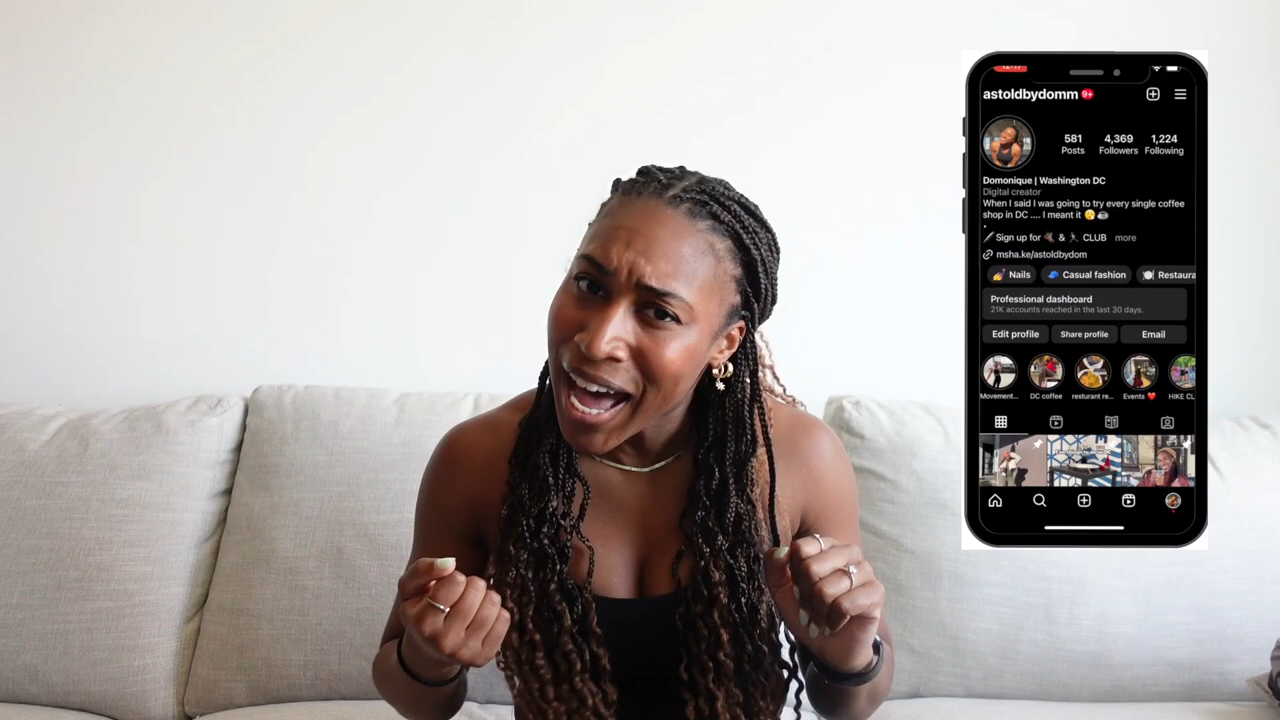 astoldbydomm 9+
581 4,369 1,224
Posts Followers Following
Domonique | Washington DC
Digital creator
When I said I was going to try every single coffee
shop in DC .... I meant it
.
Sign up for & CLUB more
msha.ke/astoldbydom
Nails Casual fashion Restaura
Professional dashboard
21K accounts reached in the last 30 days.
Edit profile Share profile Email
Movement... DC coffee resturant re... Events HIKE CL